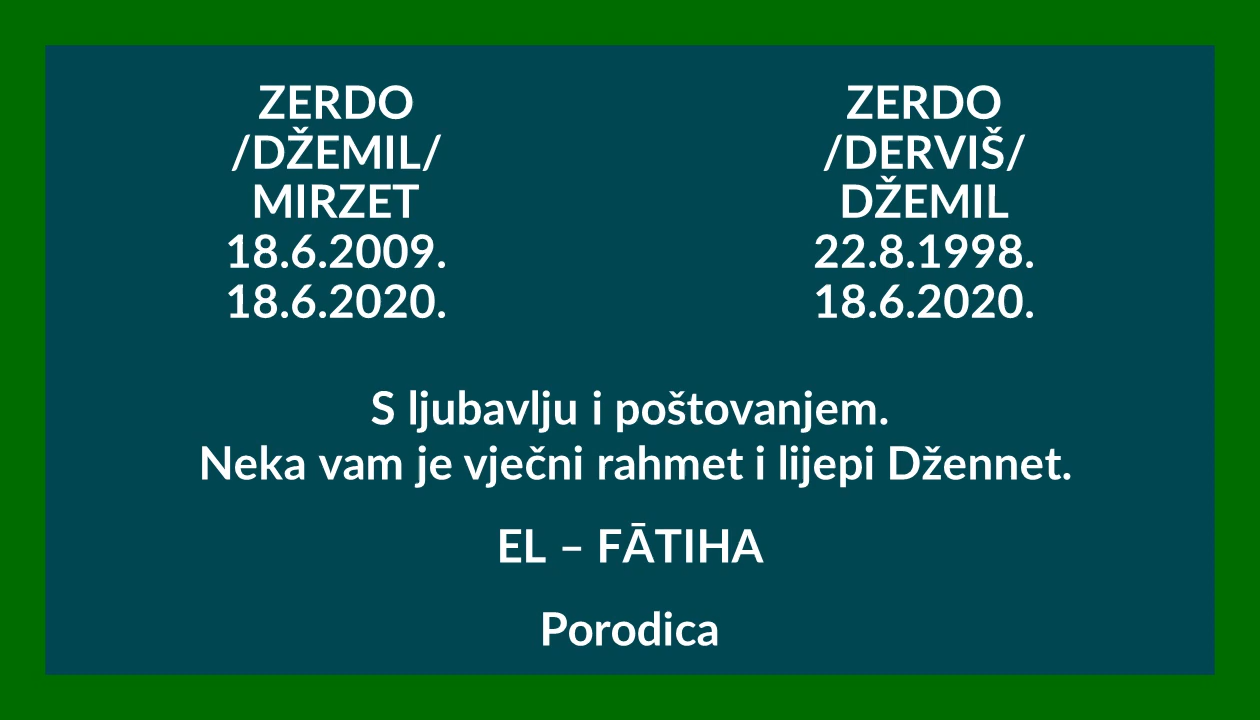 ZERDO
/DŽEMIL/
MIRZET
18.6.2009.
18.6.2020.
ZERDO
/DERVIŠ/
DŽEMIL
22.8.1998.
18.6.2020.
S ljubavlju i poštovanjem.
Neka vam je vječni rahmet i lijepi Džennet.
EL – FĀTIHA
Porodica